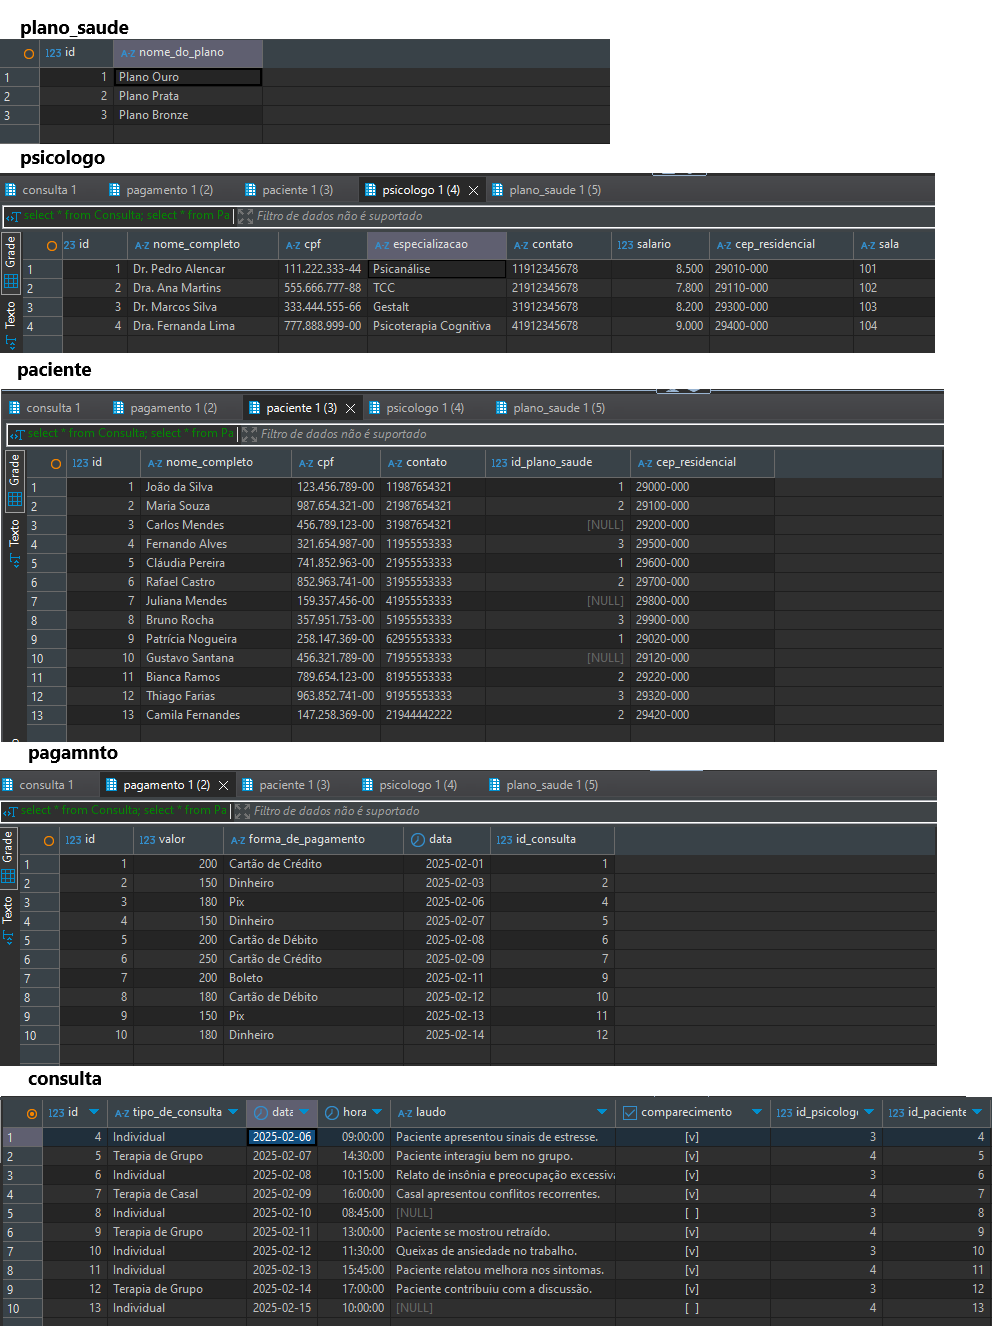 plano_saude
123 id A-Z nome_do_plano
1 1 Plano Ouro
2 2 Plano Prata
3 3 Plano Bronze
psicologo
consulta 1 pagamento 1 (2) paciente 1 (3) psicologo 1 (4) plano_saude 1 (5)
select * from Consulta; select * from Pa Filtro de dados não é suportado
Grade
Texto
23 id A-Z nome_completo A-Z cpf A-Z especializacao A-Z contato 123 salario A-Z cep_residencial A-Z sala
1 1 Dr. Pedro Alencar 111.222.333-44 Psicanálise 11912345678 8.500 29010-000 101
2 2 Dra. Ana Martins 555.666.777-88 TCC 21912345678 7.800 29110-000 102
3 3 Dr. Marcos Silva 333.444.555-66 Gestalt 31912345678 8.200 29300-000 103
4 4 Dra. Fernanda Lima 777.888.999-00 Psicoterapia Cognitiva 41912345678 9.000 29400-000 104
paciente
consulta 1 pagamento 1 (2) paciente 1 (3) psicologo 1 (4) plano_saude 1 (5)
select * from Consulta; select * from Pa Filtro de dados não é suportado
Grade
Texto
123 id A-Z nome_completo A-Z cpf A-Z contato 123 id_plano_saude A-Z cep_residencial
1 1 João da Silva 123.456.789-00 11987654321 1 29000-000
2 2 Maria Souza 987.654.321-00 21987654321 2 29100-000
3 3 Carlos Mendes 456.789.123-00 31987654321 [NULL] 29200-000
4 4 Fernando Alves 321.654.987-00 11955553333 3 29500-000
5 5 Cláudia Pereira 741.852.963-00 21955553333 1 29600-000
6 6 Rafael Castro 852.963.741-00 31955553333 2 29700-000
7 7 Juliana Mendes 159.357.456-00 41955553333 [NULL] 29800-000
8 8 Bruno Rocha 357.951.753-00 51955553333 3 29900-000
9 9 Patrícia Nogueira 258.147.369-00 62955553333 1 29020-000
10 10 Gustavo Santana 456.321.789-00 71955553333 [NULL] 29120-000
11 11 Bianca Ramos 789.654.123-00 81955553333 2 29220-000
12 12 Thiago Farias 963.852.741-00 91955553333 3 29320-000
13 13 Camila Fernandes 147.258.369-00 21944442222 2 29420-000
pagamnto
consulta 1 pagamento 1 (2) paciente 1 (3) psicologo 1 (4) plano_saude 1 (5)
select * from Consulta; select * from Pa Filtro de dados não é suportado
Grade
Texto
123 id 123 valor A-Z forma_de_pagamento data 123 id_consulta
1 1 200 Cartão de Crédito 2025-02-01 1
2 2 150 Dinheiro 2025-02-03 2
3 3 180 Pix 2025-02-06 4
4 4 150 Dinheiro 2025-02-07 5
5 5 200 Cartão de Débito 2025-02-08 6
6 6 250 Cartão de Crédito 2025-02-09 7
7 7 200 Boleto 2025-02-11 9
8 8 180 Cartão de Débito 2025-02-12 10
9 9 150 Pix 2025-02-13 11
10 10 180 Dinheiro 2025-02-14 12
consulta
123 id A-Z tipo_de_consulta data hora A-Z laudo comparecimento 123 id_psicolog 123 id_paciente
1 4 Individual 2025-02-06 09:00:00 Paciente apresentou sinais de estresse. [v] 3 4
2 5 Terapia de Grupo 2025-02-07 14:30:00 Paciente interagiu bem no grupo. [v] 4 5
3 6 Individual 2025-02-08 10:15:00 Relato de insônia e preocupação excessiv [v] 3 6
4 7 Terapia de Casal 2025-02-09 16:00:00 Casal apresentou conflitos recorrentes. [v] 4 7
5 8 Individual 2025-02-10 08:45:00 [NULL] [ ] 3 8
6 9 Terapia de Grupo 2025-02-11 13:00:00 Paciente se mostrou retraído. [v] 4 9
7 10 Individual 2025-02-12 11:30:00 Queixas de ansiedade no trabalho. [v] 3 10
8 11 Individual 2025-02-13 15:45:00 Paciente relatou melhora nos sintomas. [v] 4 11
9 12 Terapia de Grupo 2025-02-14 17:00:00 Paciente contribuiu com a discussão. [v] 3 12
10 13 Individual 2025-02-15 10:00:00 [NULL] [ ] 4 13